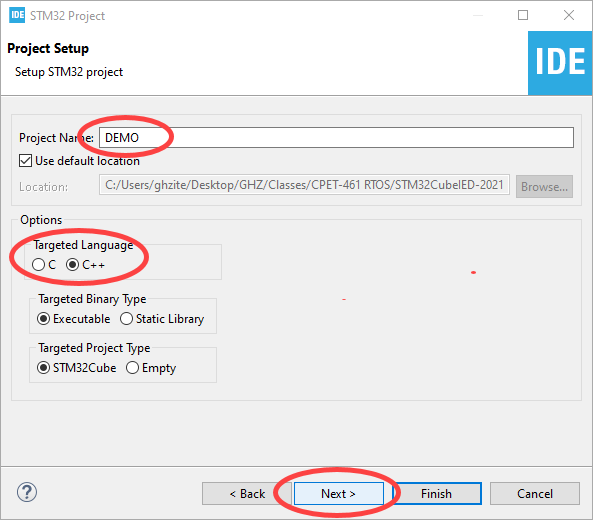 IDE STM32 Project
Project Setup
Setup STM32 project
IDE
Project Name: DEMO
Use default location
Location: C:/Users/ghzite/Desktop/GHZ/Classes/CPET-461 RTOS/STM32CubeIED-2021 Browse...
Options
Targeted Language
C C++
Targeted Binary Type
Executable Static Library
Targeted Project Type
STM32Cube Empty
? < Back Next > Finish Cancel